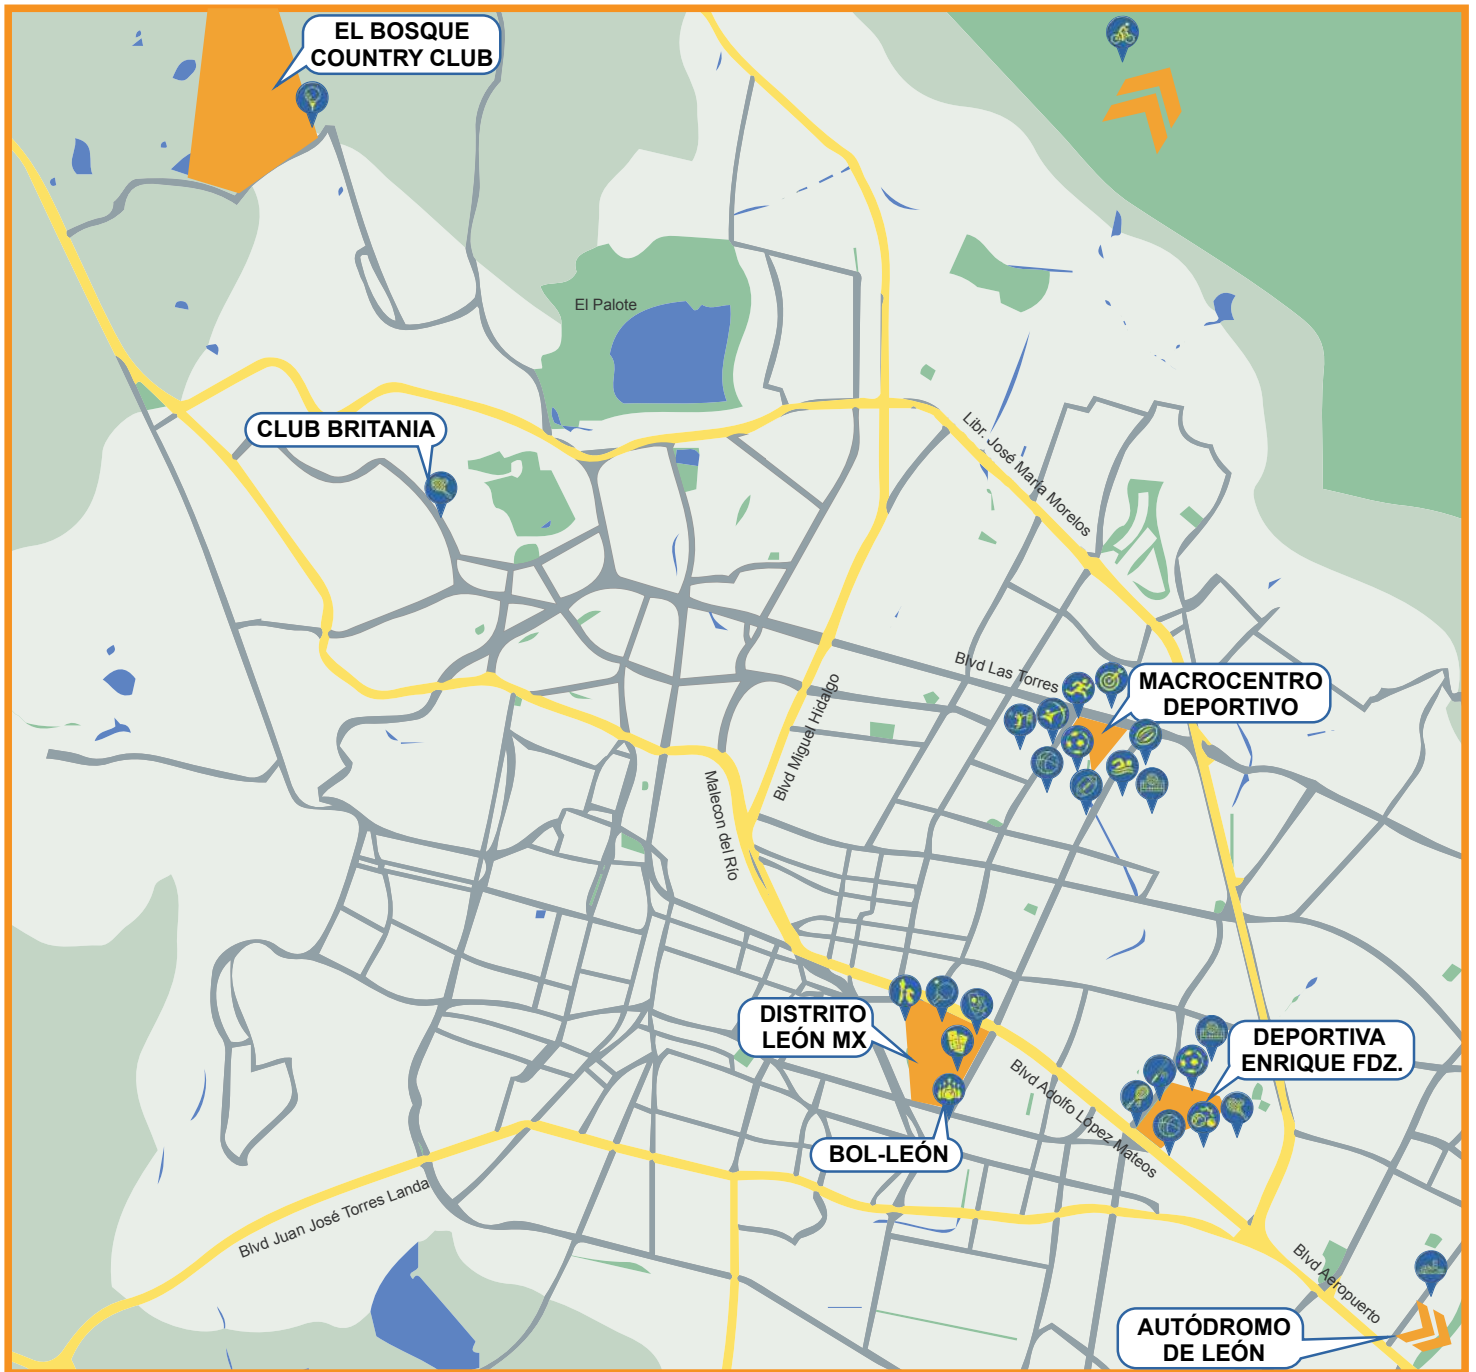 EL BOSQUE
COUNTRY CLUB
El Palote
CLUB BRITANIA
Libr. José María Morelos
Blvd Las Torres
MACROCENTRO
DEPORTIVO
Blvd Miguel Hidalgo
Malecon del Río
DISTRITO
LEÓN MX
DEPORTIVA
ENRIQUE FDZ.
Blvd Adolfo López Mateos
BOL-LEÓN
Blvd Juan José Torres Landa
Blvd Aeropuerto
AUTÓDROMO
DE LEÓN